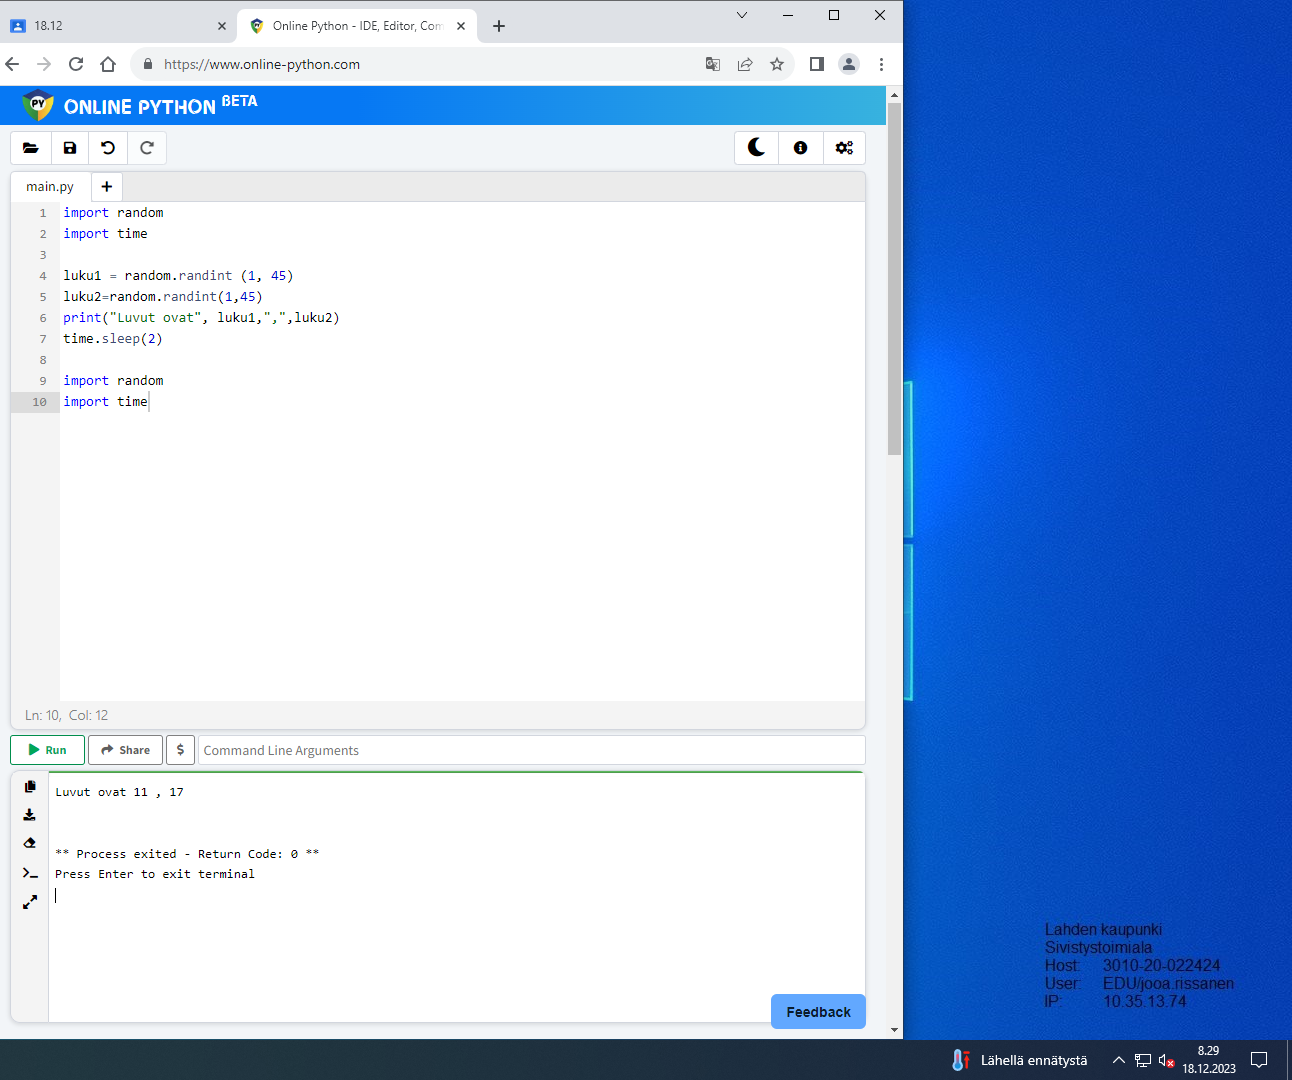 18.12
Online Python - IDE, Editor, Com
https://www.online-python.com
PY ONLINE PYTHON BETA
main.py
1 import random
2 import time
3
4 luku1 = random.randint (1, 45)
5 luku2=random.randint(1,45)
6 print("Luvut ovat", luku1,",",luku2)
7 time.sleep(2)
8
9 import random
10 import time
Ln: 10, Col: 12
Run Share $ Command Line Arguments
Luvut ovat 11 , 17
** Process exited - Return Code: 0 **
Press Enter to exit terminal
Feedback
Lahden kaupunki
Sivistystoimiala
Host: 3010-20-022424
User: EDU/jooa.rissanen
IP: 10.35.13.74
Lähellä ennätystä
8.29
18.12.2023